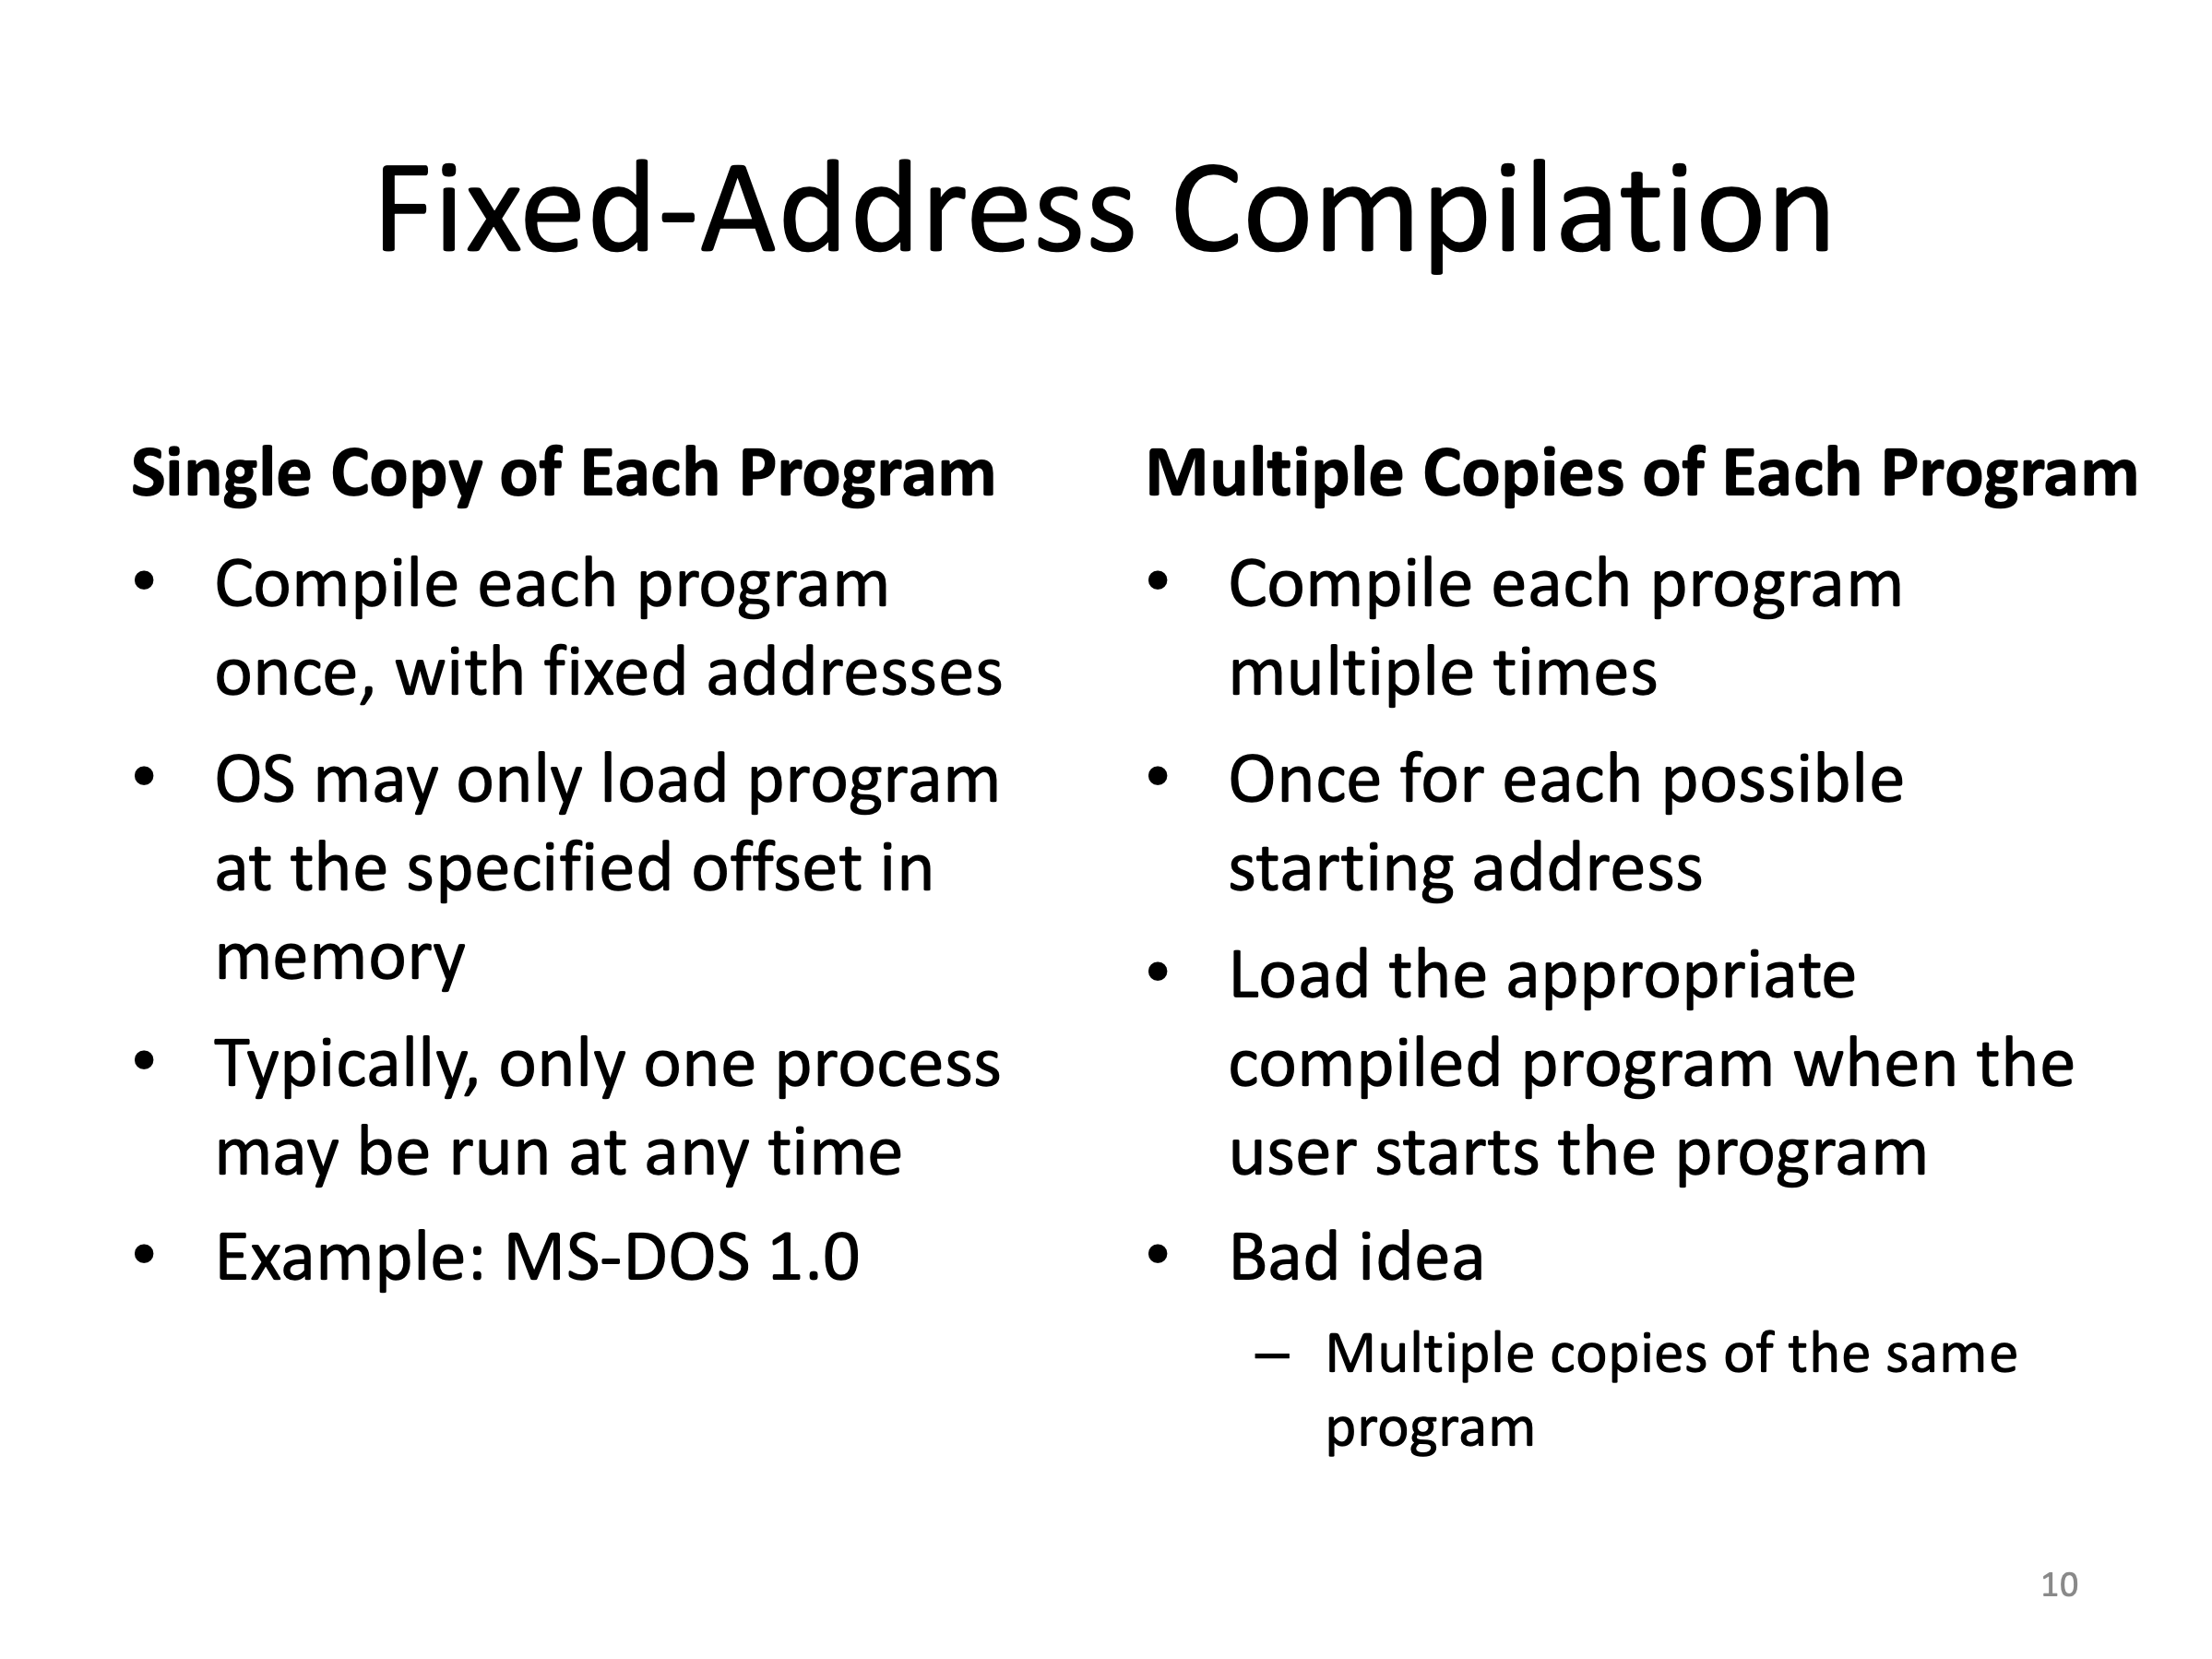 Fixed-Address Compilation
Single Copy of Each Program
• Compile each program
once, with fixed addresses
• OS may only load program
at the specified offset in
memory
• Typically, only one process
may be run at any time
• Example: MS-DOS 1.0
Multiple Copies of Each Program
• Compile each program
multiple times
• Once for each possible
starting address
• Load the appropriate
compiled program when the
user starts the program
• Bad idea
– Multiple copies of the same
program
10